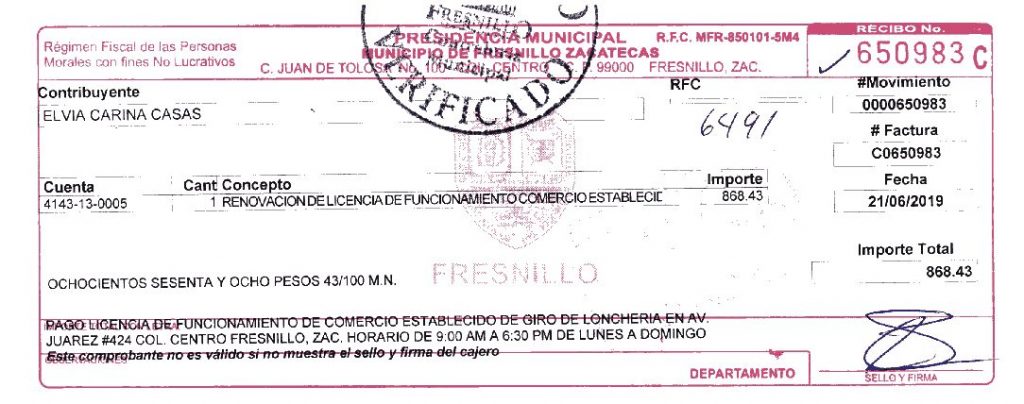 FRESNILLO
VERIFICADO
Régimen Fiscal de las Personas
Morales con fines No Lucrativos
PRESIDENCIA MUNICIPAL R.F.C. MFR-850101-5M4
MUNICIPIO DE FRESNILLO ZACATECAS
C. JUAN DE TOLOSA No. 100 CENTRO C. P. 99000 FRESNILLO, ZAC.
RECIBO No.
650983 C
Contribuyente
ELVIA CARINA CASAS
RFC
6491
#Movimiento
0000650983
# Factura
C0650983
Fecha
21/06/2019
Cuenta Cant Concepto Importe
4143-13-0005 1 RENOVACION DE LICENCIA DE FUNCIONAMIENTO COMERCIO ESTABLECID 868.43
Importe Total
868.43
FRESNILLO
OCHOCIENTOS SESENTA Y OCHO PESOS 43/100 M.N.
PAGO LICENCIA DE FUNCIONAMIENTO DE COMERCIO ESTABLECIDO DE GIRO DE LONCHERIA EN AV.
JUAREZ #424 COL. CENTRO FRESNILLO, ZAC. HORARIO DE 9:00 AM A 6:30 PM DE LUNES A DOMINGO
Este comprobante no es válido si no muestra el sello y firma del cajero
OBSERVACIONES
DEPARTAMENTO
SELLO Y FIRMA